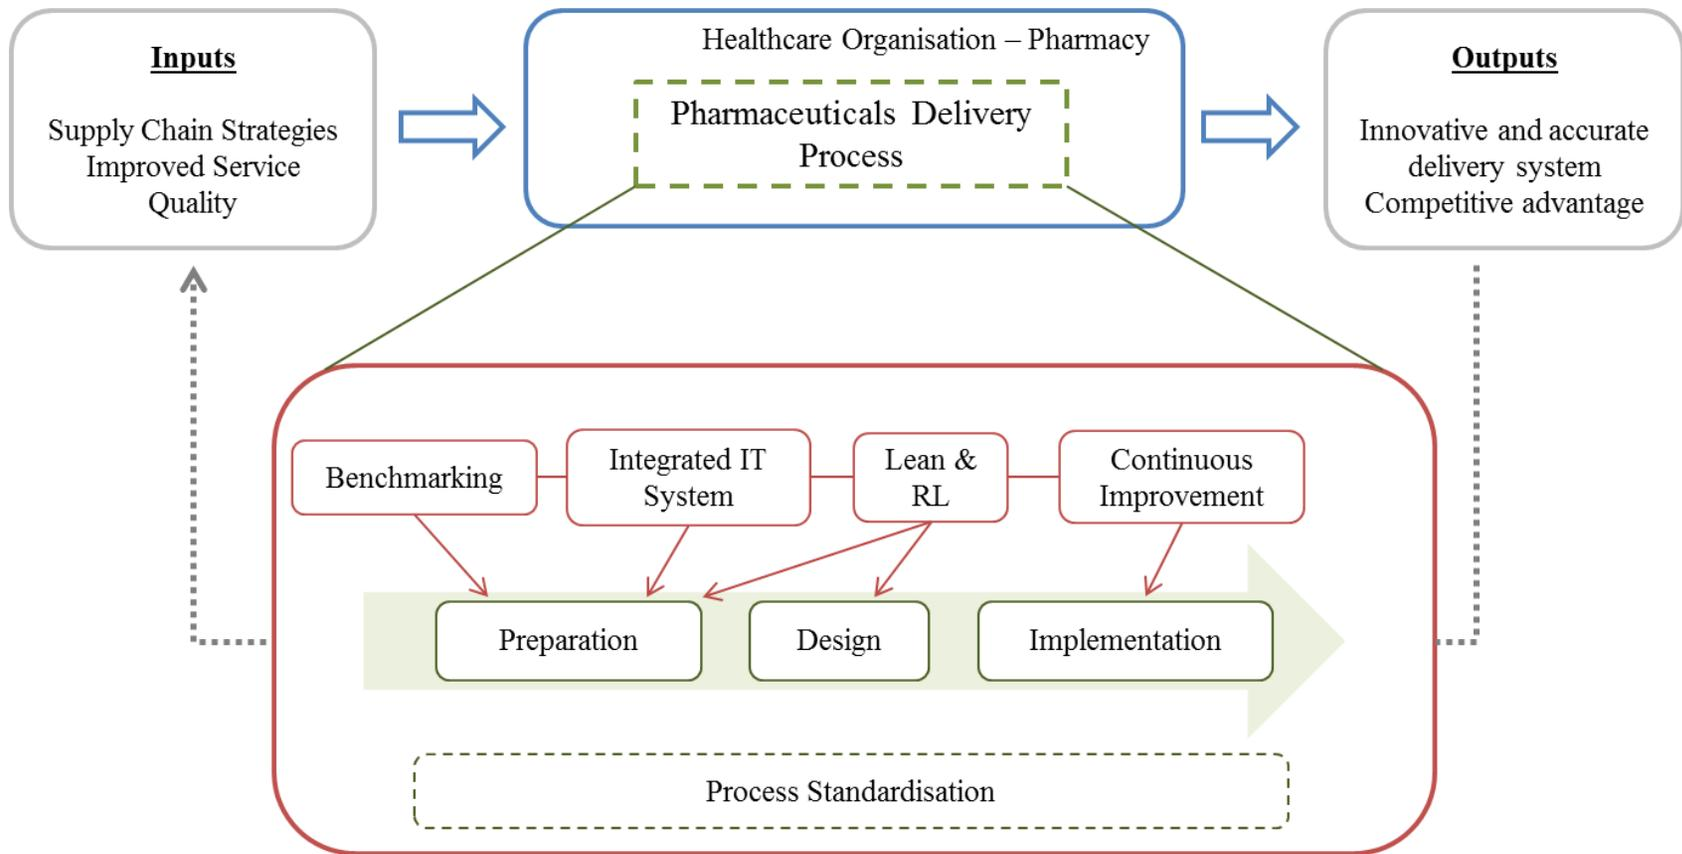 Inputs
Supply Chain Strategies
Improved Service
Quality
Healthcare Organisation – Pharmacy
Pharmaceuticals Delivery
Process
Outputs
Innovative and accurate
delivery system
Competitive advantage
Benchmarking
Integrated IT
System
Lean &
RL
Continuous
Improvement
Preparation
Design
Implementation
Process Standardisation